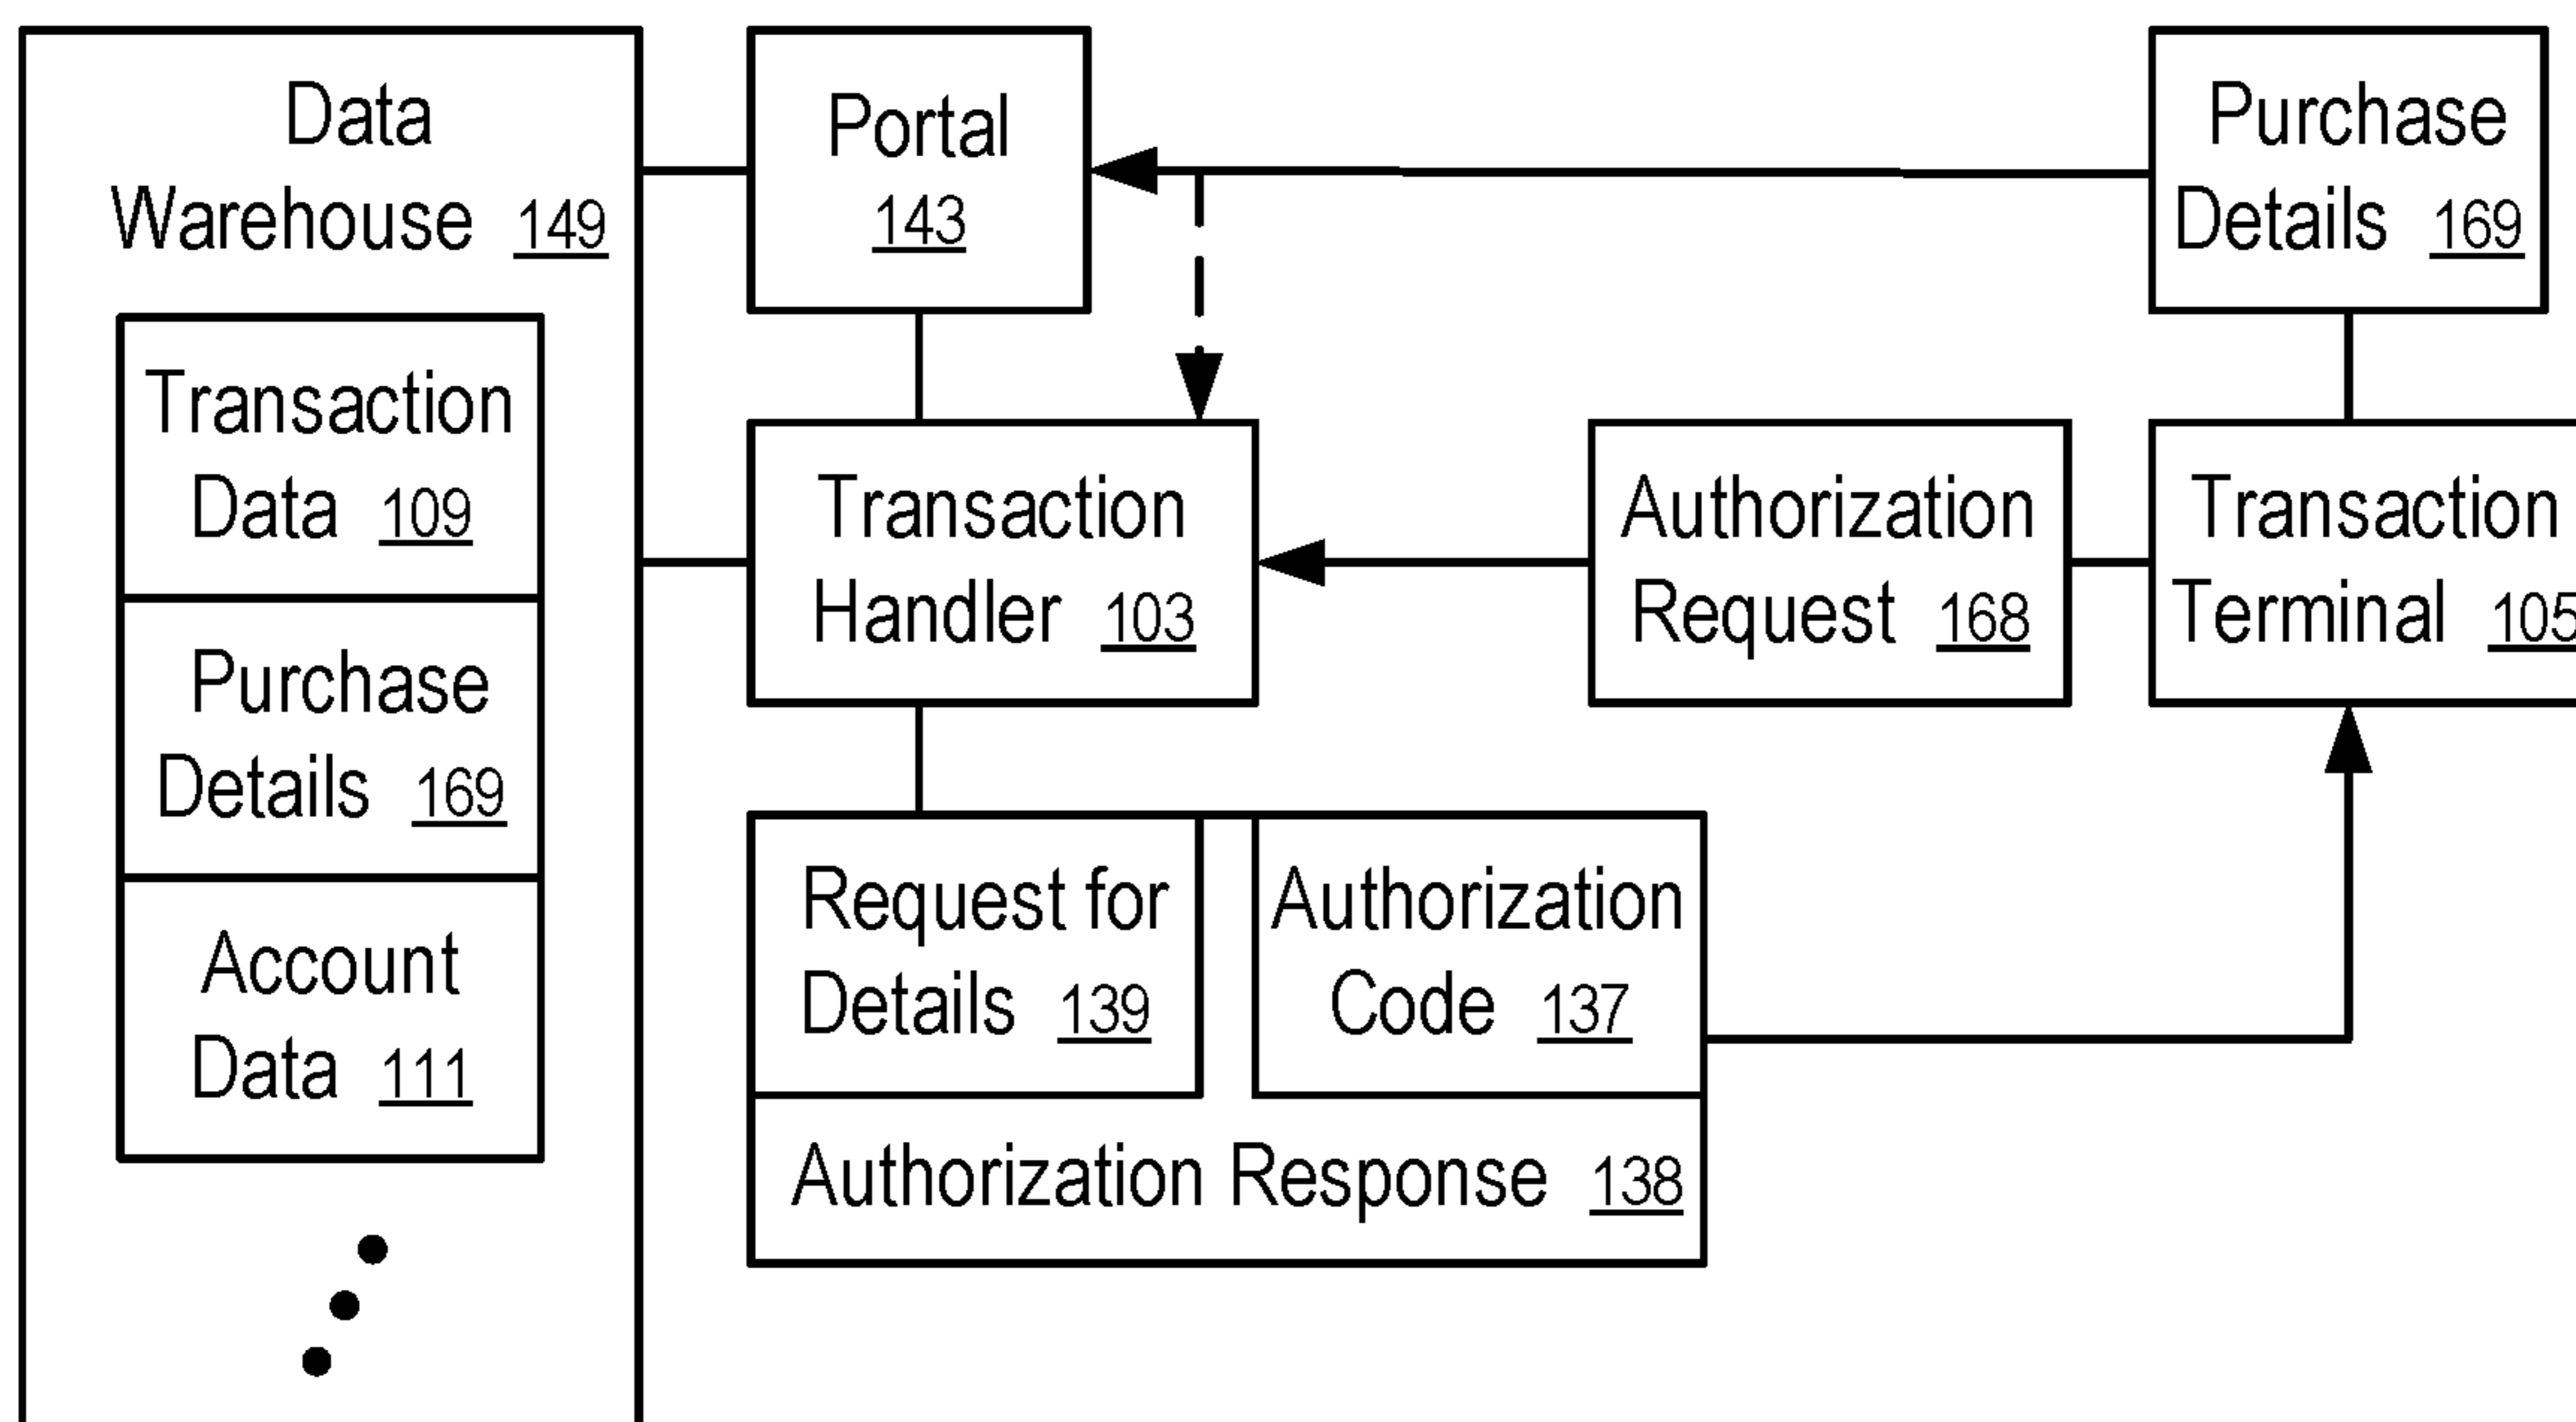 Data
Warehouse 149
Transaction
Data 109
Purchase
Details 169
Account
Data 111
Portal
143
Purchase
Details 169
Transaction
Handler 103
Authorization
Request 168
Transaction
Terminal 105
Request for
Details 139
Authorization
Code 137
Authorization Response 138